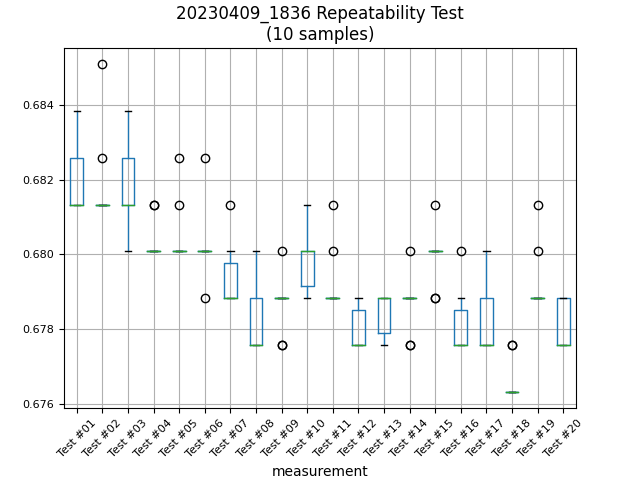 20230409_1836 Repeatability Test
(10 samples)
0.684
0.682
0.680
0.678
0.676
Test #01
Test #02
Test #03
Test #04
Test #05
Test #06
Test #07
Test #08
Test #09
Test #10
Test #11
Test #12
Test #13
Test #14
Test #15
Test #16
Test #17
Test #18
Test #19
Test #20
measurement